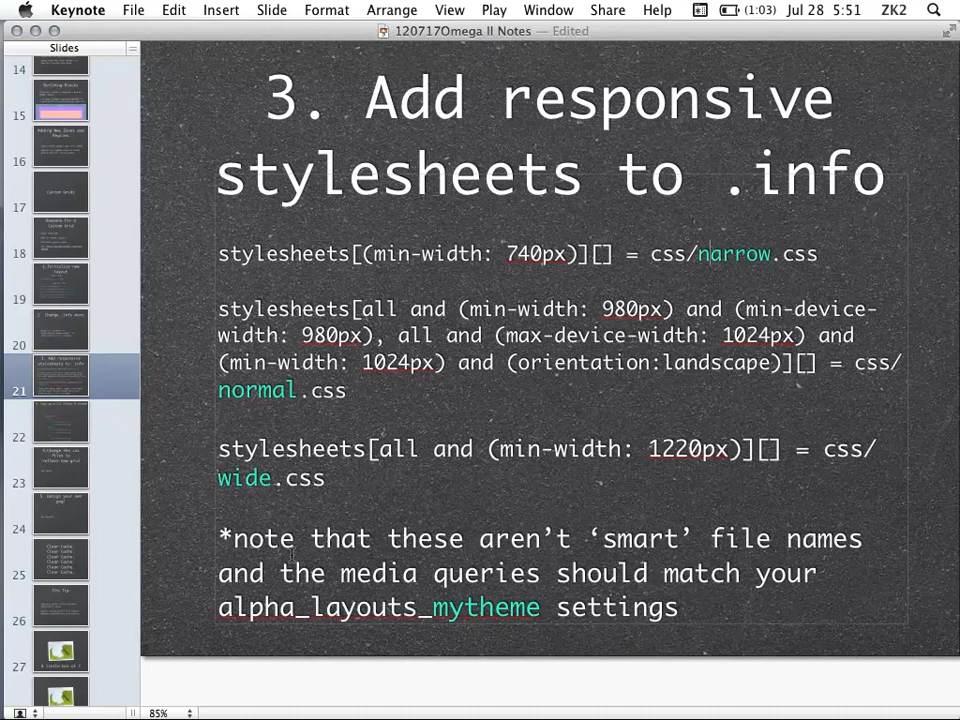 Keynote File Edit Insert Slide Format Arrange View Play Window Share Help (1:03) Jul 28 5:51 ZK2
120717Omega II Notes — Edited
Slides
14
15
16
17
18
19
20
21
22
23
24
25
26
27
3. Add responsive
stylesheets to .info
stylesheets[(min-width: 740px)][] = css/narrow.css
stylesheets[all and (min-width: 980px) and (min-device-
width: 980px), all and (max-device-width: 1024px) and
(min-width: 1024px) and (orientation:landscape)][] = css/
normal.css
stylesheets[all and (min-width: 1220px)][] = css/
wide.css
*note that these aren’t ‘smart’ file names
and the media queries should match your
alpha_layouts_mytheme settings
85%